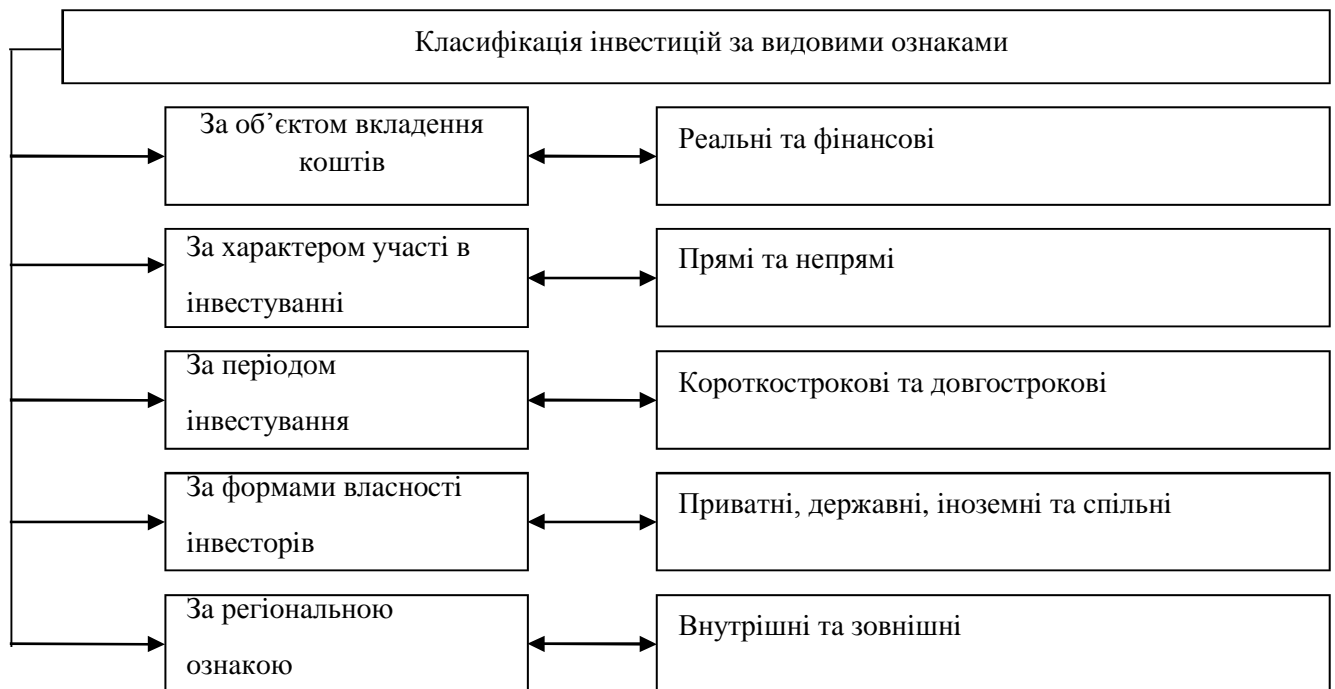 Класифікація інвестицій за видовими ознаками
За об’єктом вкладення
коштів
Реальні та фінансові
За характером участі в
інвестуванні
Прямі та непрямі
За періодом
інвестування
Короткострокові та довгострокові
За формами власності
інвесторів
Приватні, державні, іноземні та спільні
За регіональною
ознакою
Внутрішні та зовнішні